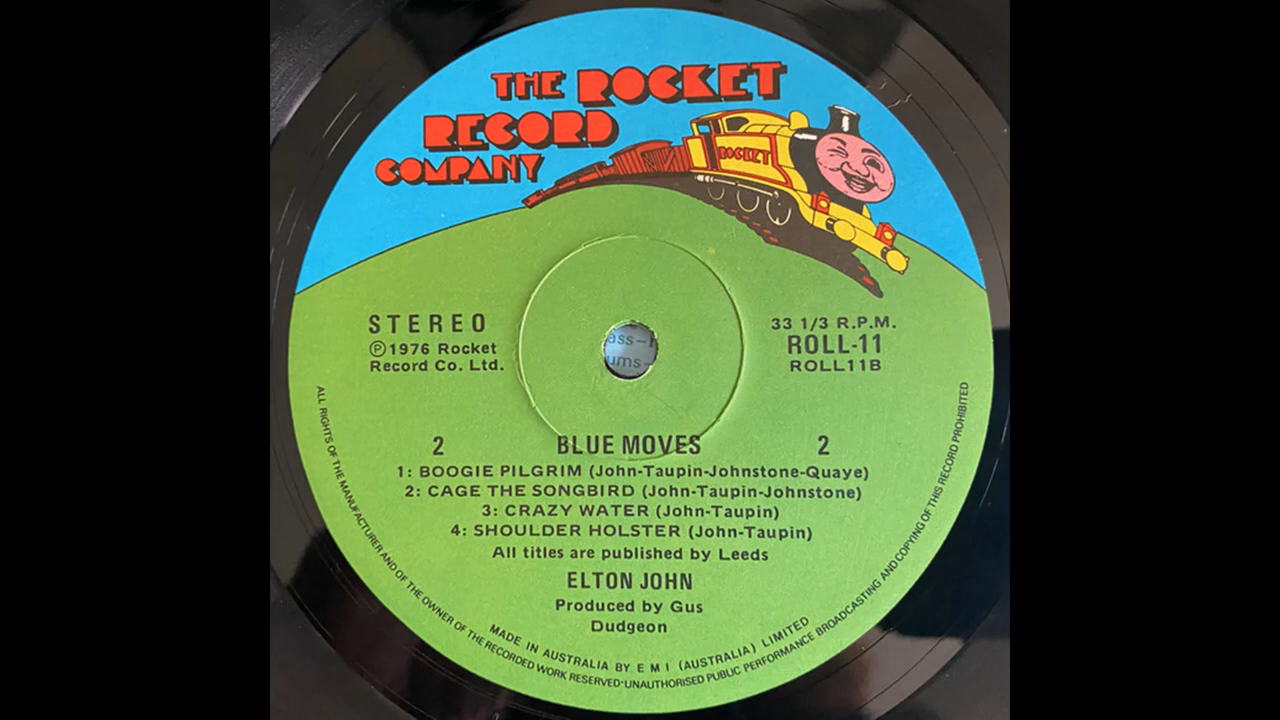 THE ROCKET
RECORD
COMPANY
ROCKET
STEREO
℗1976 Rocket
Record Co. Ltd.
33 1/3 R.P.M.
ROLL-11
ROLL11B
ass-
ums-
2 BLUE MOVES 2
1: BOOGIE PILGRIM (John-Taupin-Johnstone-Quaye)
2: CAGE THE SONGBIRD (John-Taupin-Johnstone)
3: CRAZY WATER (John-Taupin)
4: SHOULDER HOLSTER (John-Taupin)
All titles are published by Leeds
ELTON JOHN
Produced by Gus
Dudgeon
MADE IN AUSTRALIA BY E M I (AUSTRALIA) LIMITED
ALL RIGHTS OF THE MANUFACTURER AND OF THE OWNER OF THE RECORDED WORK RESERVED·UNAUTHORISED PUBLIC PERFORMANCE BROADCASTING AND COPYING OF THIS RECORD PROHIBITED